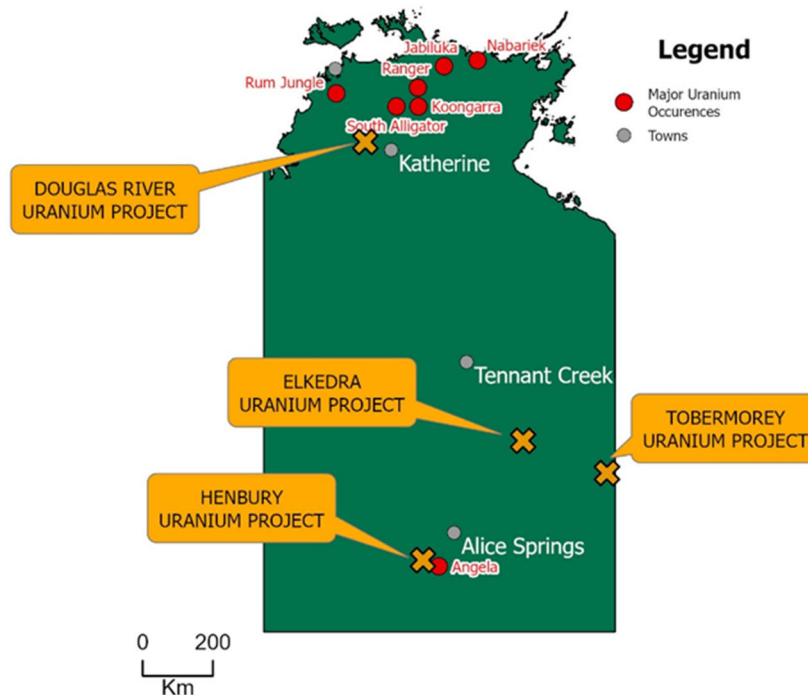 Legend
Major Uranium
Occurences
Towns
Jabiluka
Nabariek
Ranger
Rum Jungle
Koongarra
South Alligator
Katherine
DOUGLAS RIVER
URANIUM PROJECT
Tennant Creek
ELKEDRA
URANIUM PROJECT
TOBERMOREY
URANIUM PROJECT
HENBURY
URANIUM PROJECT
Alice Springs
Angela
0 200
Km